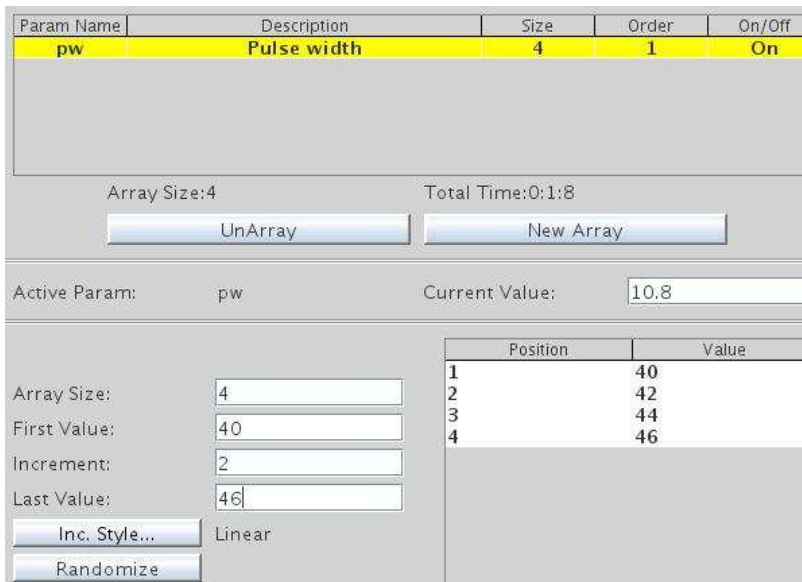 Param Name Description Size Order On/Off
pw Pulse width 4 1 On
Array Size:4 Total Time:0:1:8
UnArray New Array
Active Param: pw Current Value: 10.8
Position Value
1 40
2 42
3 44
4 46
Array Size: 4
First Value: 40
Increment: 2
Last Value: 46
Inc. Style... Linear
Randomize